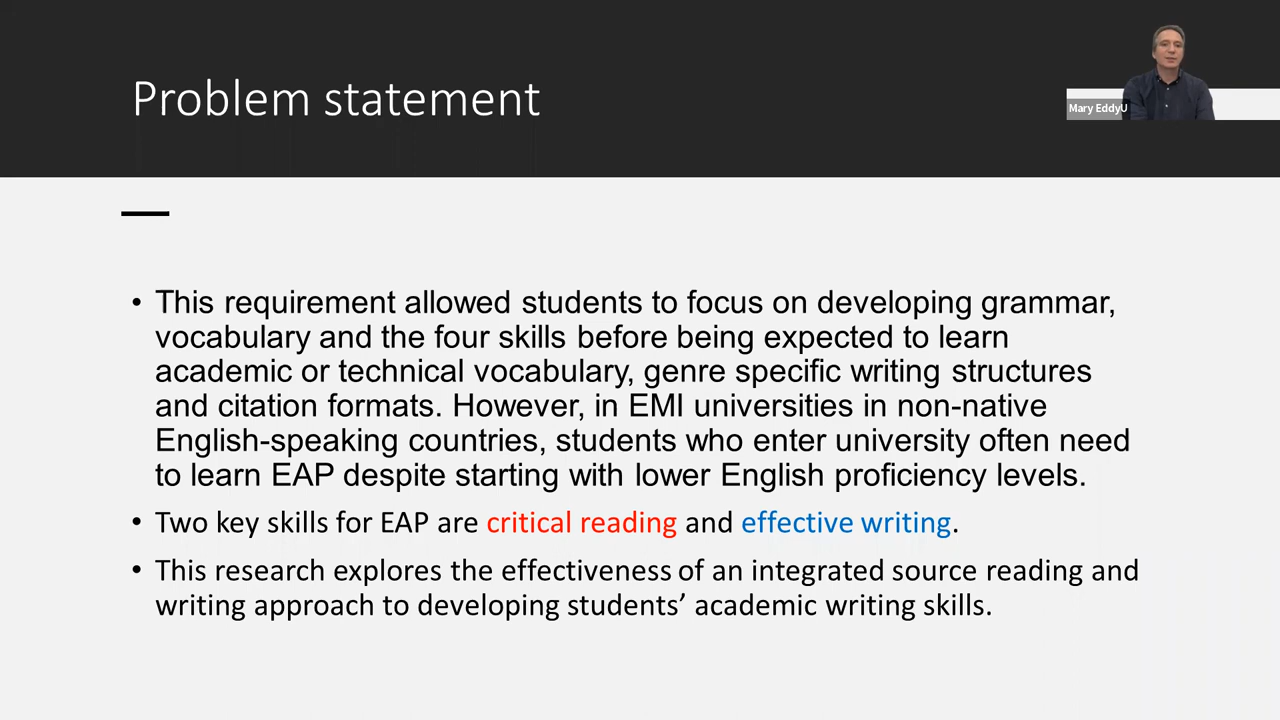 Problem statement
Mary EddyU
• This requirement allowed students to focus on developing grammar,
vocabulary and the four skills before being expected to learn
academic or technical vocabulary, genre specific writing structures
and citation formats. However, in EMI universities in non-native
English-speaking countries, students who enter university often need
to learn EAP despite starting with lower English proficiency levels.
• Two key skills for EAP are critical reading and effective writing.
• This research explores the effectiveness of an integrated source reading and
writing approach to developing students’ academic writing skills.